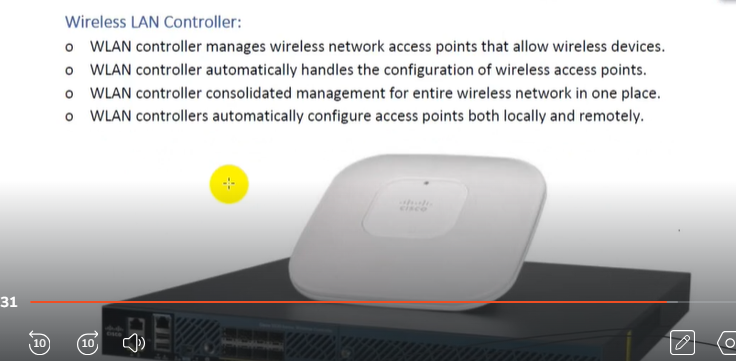 Wireless LAN Controller:
o WLAN controller manages wireless network access points that allow wireless devices.
o WLAN controller automatically handles the configuration of wireless access points.
o WLAN controller consolidated management for entire wireless network in one place.
o WLAN controllers automatically configure access points both locally and remotely.
CISCO
31
10
10